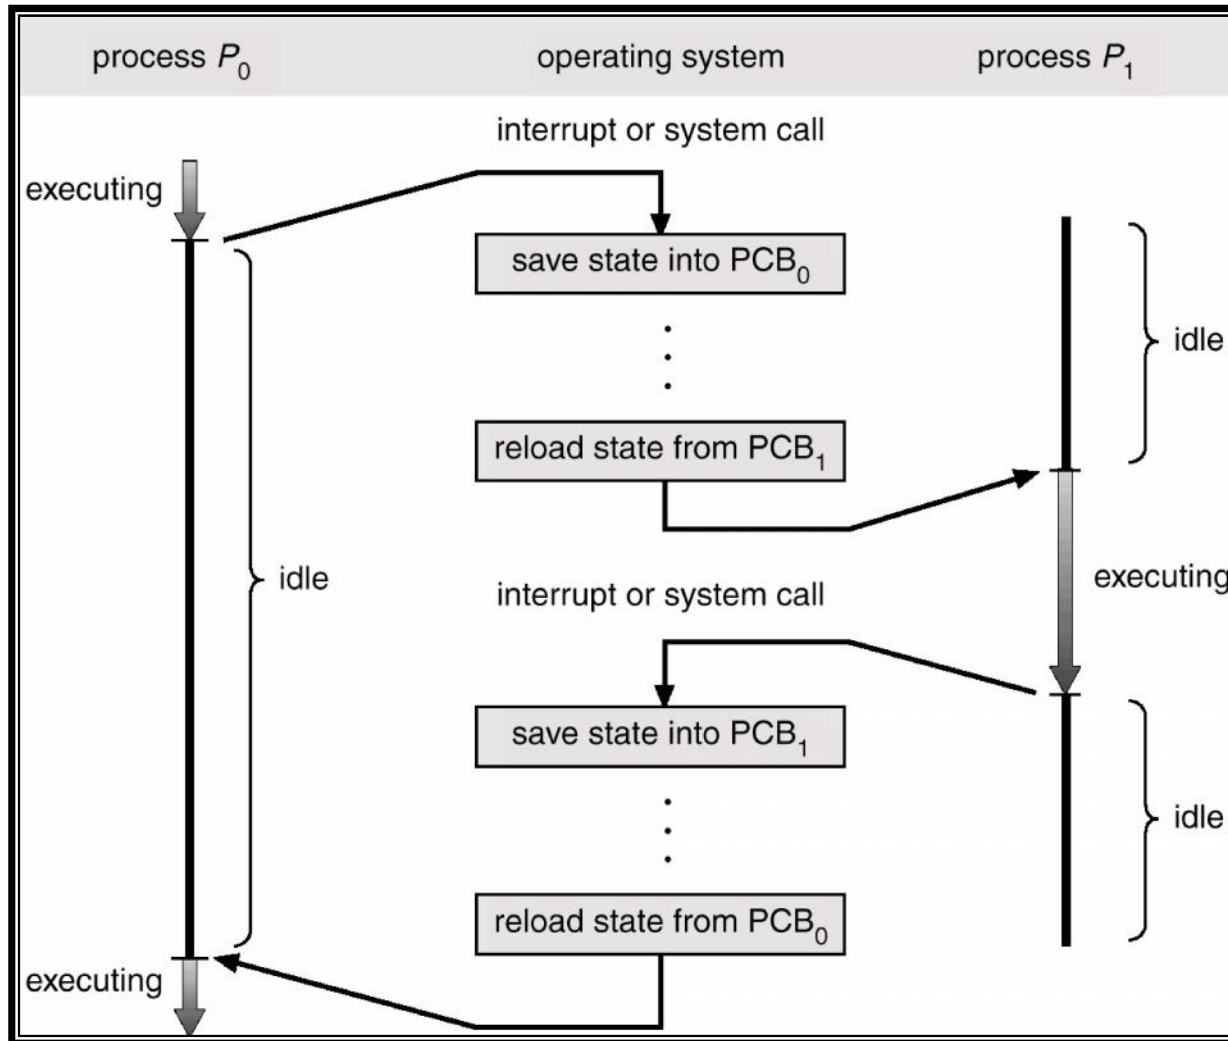 process P₀
operating system
process P₁
interrupt or system call
executing
save state into PCB₀
idle
reload state from PCB₁
idle
interrupt or system call
executing
save state into PCB₁
idle
reload state from PCB₀
executing